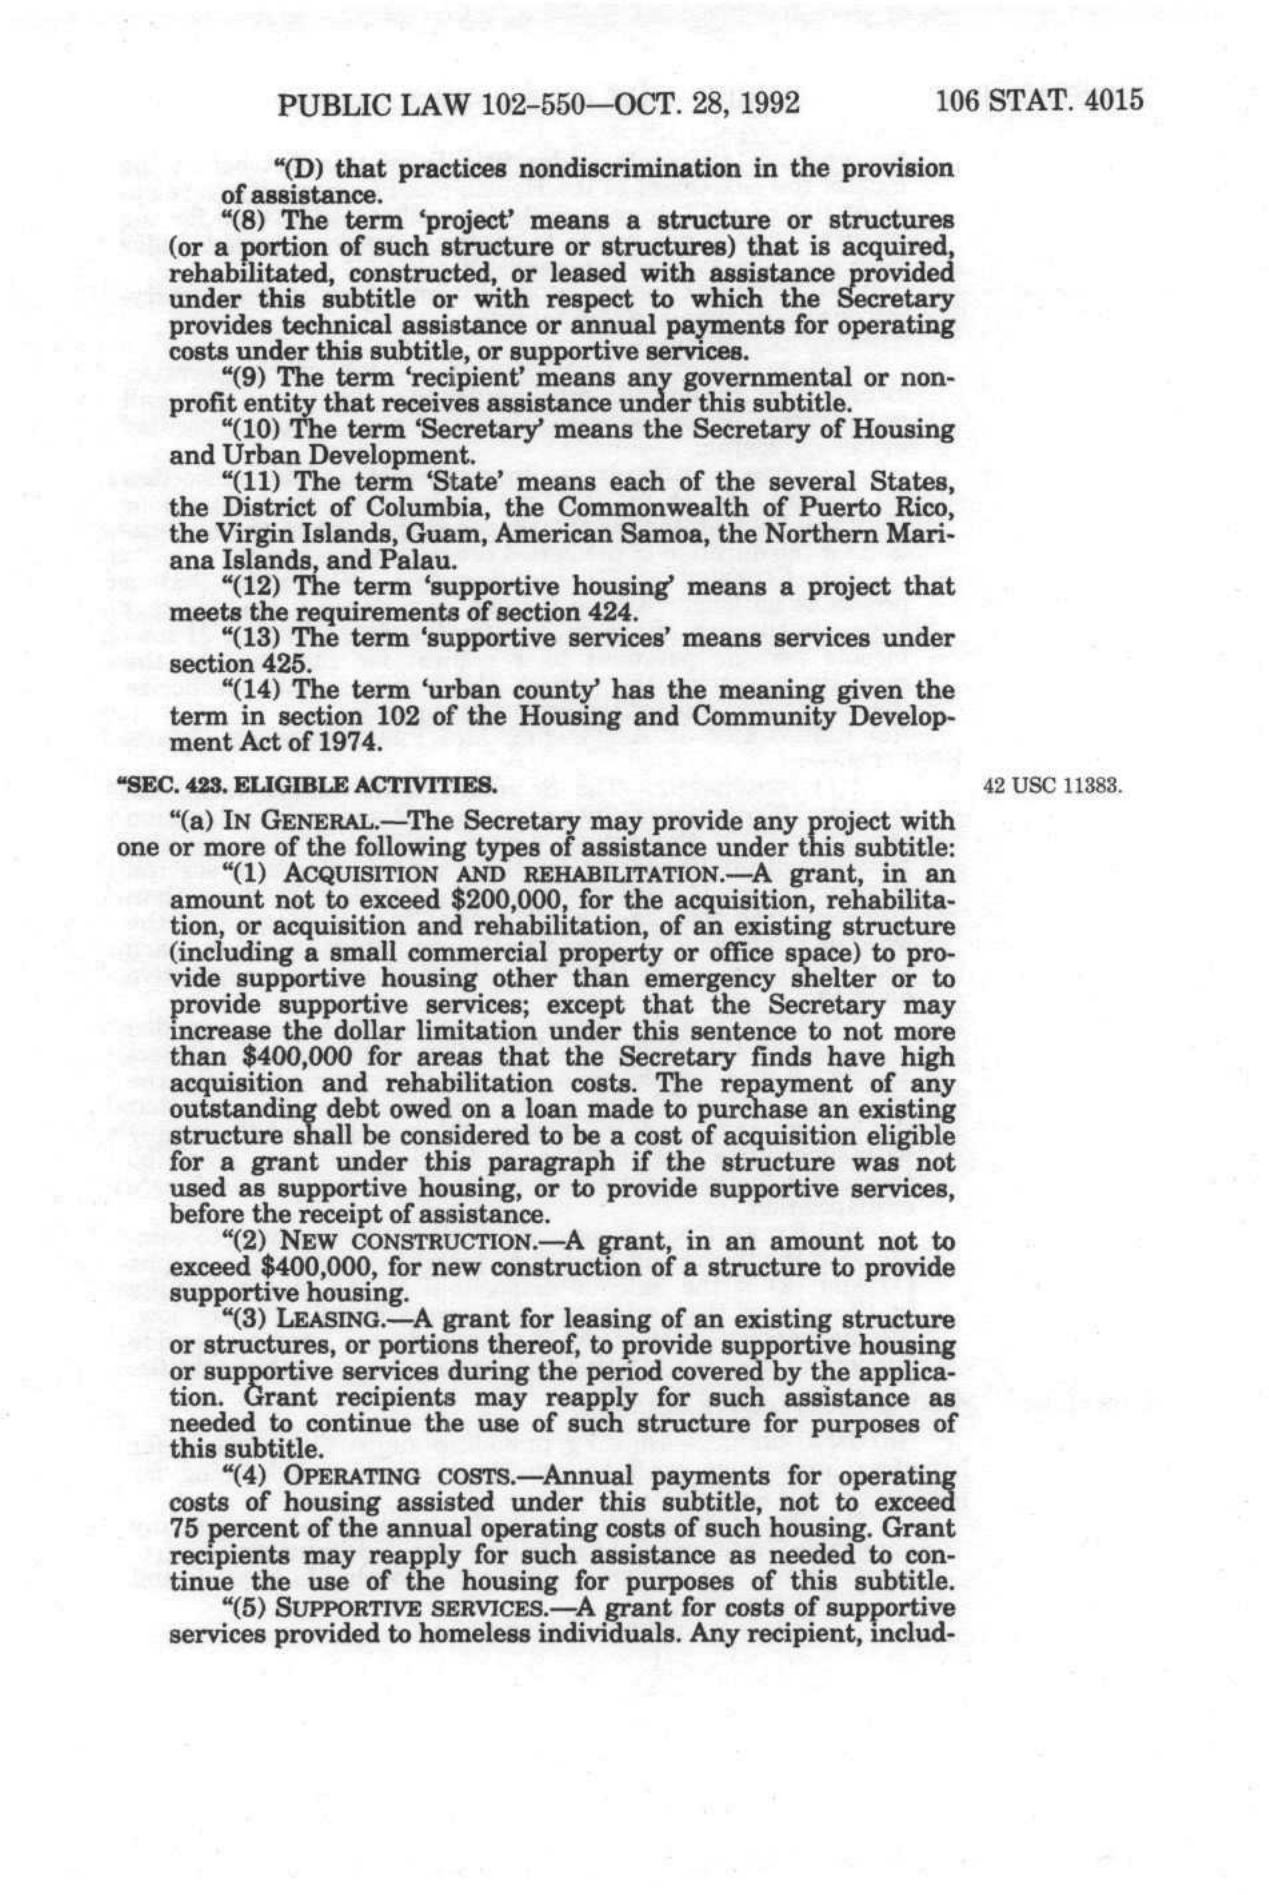 PUBLIC LAW 102–550—OCT. 28, 1992 106 STAT. 4015
“(D) that practices nondiscrimination in the provision
of assistance.
“(8) The term ‘project’ means a structure or structures
(or a portion of such structure or structures) that is acquired,
rehabilitated, constructed, or leased with assistance provided
under this subtitle or with respect to which the Secretary
provides technical assistance or annual payments for operating
costs under this subtitle, or supportive services.
“(9) The term ‘recipient’ means any governmental or non-
profit entity that receives assistance under this subtitle.
“(10) The term ‘Secretary’ means the Secretary of Housing
and Urban Development.
“(11) The term ‘State’ means each of the several States,
the District of Columbia, the Commonwealth of Puerto Rico,
the Virgin Islands, Guam, American Samoa, the Northern Mari-
ana Islands, and Palau.
“(12) The term ‘supportive housing’ means a project that
meets the requirements of section 424.
“(13) The term ‘supportive services’ means services under
section 425.
“(14) The term ‘urban county’ has the meaning given the
term in section 102 of the Housing and Community Develop-
ment Act of 1974.
“SEC. 423. ELIGIBLE ACTIVITIES. 42 USC 11383.
“(a) IN GENERAL.—The Secretary may provide any project with
one or more of the following types of assistance under this subtitle:
“(1) ACQUISITION AND REHABILITATION.—A grant, in an
amount not to exceed $200,000, for the acquisition, rehabilita-
tion, or acquisition and rehabilitation, of an existing structure
(including a small commercial property or office space) to pro-
vide supportive housing other than emergency shelter or to
provide supportive services; except that the Secretary may
increase the dollar limitation under this sentence to not more
than $400,000 for areas that the Secretary finds have high
acquisition and rehabilitation costs. The repayment of any
outstanding debt owed on a loan made to purchase an existing
structure shall be considered to be a cost of acquisition eligible
for a grant under this paragraph if the structure was not
used as supportive housing, or to provide supportive services,
before the receipt of assistance.
“(2) NEW CONSTRUCTION.—A grant, in an amount not to
exceed $400,000, for new construction of a structure to provide
supportive housing.
“(3) LEASING.—A grant for leasing of an existing structure
or structures, or portions thereof, to provide supportive housing
or supportive services during the period covered by the applica-
tion. Grant recipients may reapply for such assistance as
needed to continue the use of such structure for purposes of
this subtitle.
“(4) OPERATING COSTS.—Annual payments for operating
costs of housing assisted under this subtitle, not to exceed
75 percent of the annual operating costs of such housing. Grant
recipients may reapply for such assistance as needed to con-
tinue the use of the housing for purposes of this subtitle.
“(5) SUPPORTIVE SERVICES.—A grant for costs of supportive
services provided to homeless individuals. Any recipient, includ-